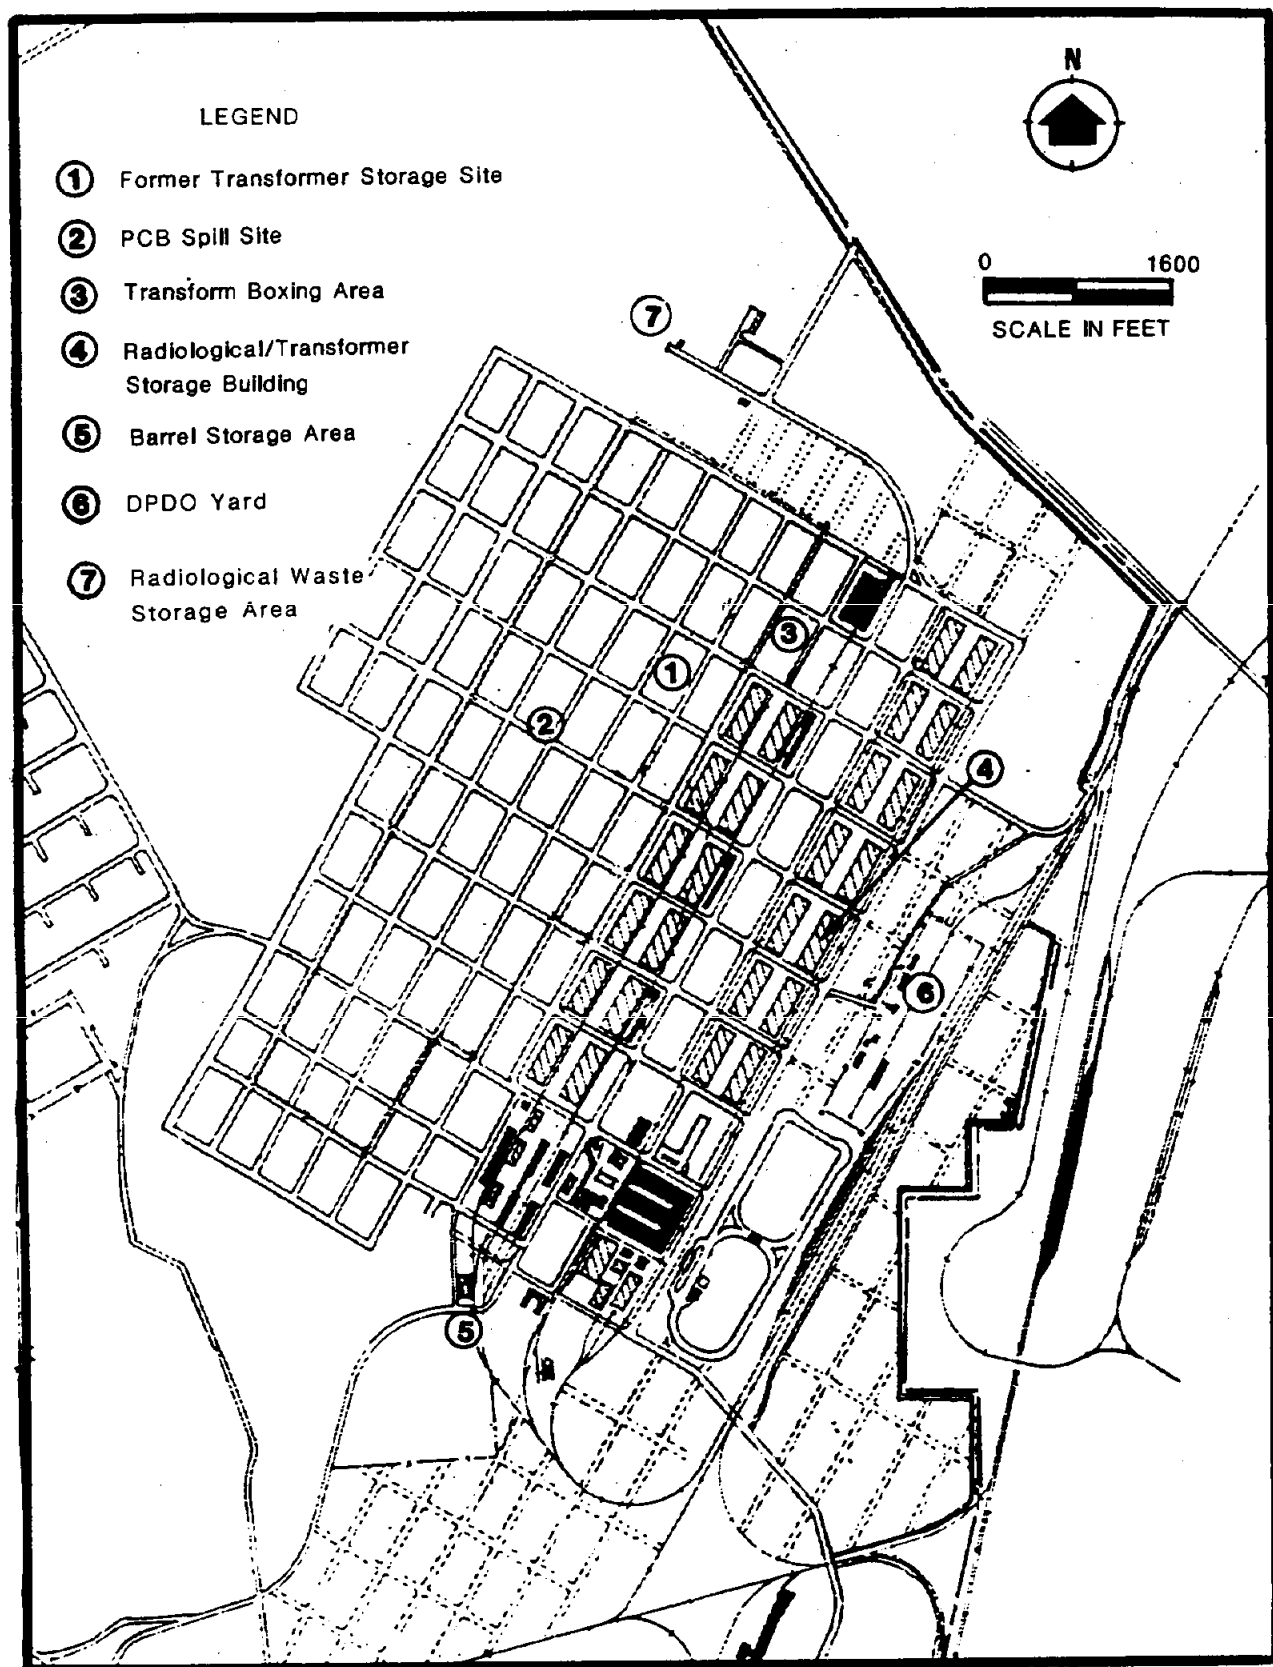 LEGEND
1 Former Transformer Storage Site
2 PCB Spill Site
3 Transform Boxing Area
4 Radiological/Transformer
Storage Building
5 Barrel Storage Area
6 DPDO Yard
7 Radiological Waste
Storage Area
N
0 1600
SCALE IN FEET
7
3
1
2
4
6
5